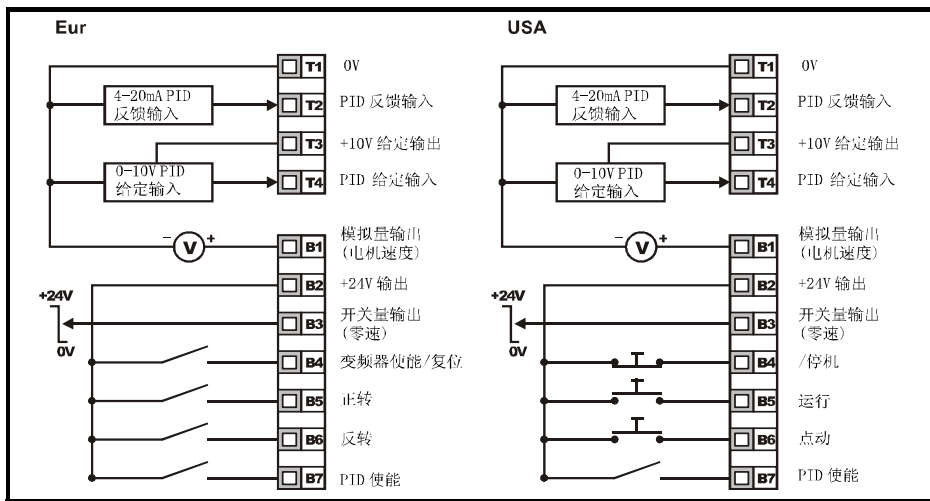 Eur
T1 0V
4-20mA PID
反馈输入
T2 PID 反馈输入
T3 +10V 给定输出
0-10V PID
给定输入
T4 PID 给定输入
- V +
B1 模拟量输出
(电机速度)
B2 +24V 输出
+24V
0V
B3 开关量输出
(零速)
B4 变频器使能/复位
B5 正转
B6 反转
B7 PID 使能
USA
T1 0V
4-20mA PID
反馈输入
T2 PID 反馈输入
T3 +10V 给定输出
0-10V PID
给定输入
T4 PID 给定输入
- V +
B1 模拟量输出
(电机速度)
B2 +24V 输出
+24V
0V
B3 开关量输出
(零速)
B4 /停机
B5 运行
B6 点动
B7 PID 使能